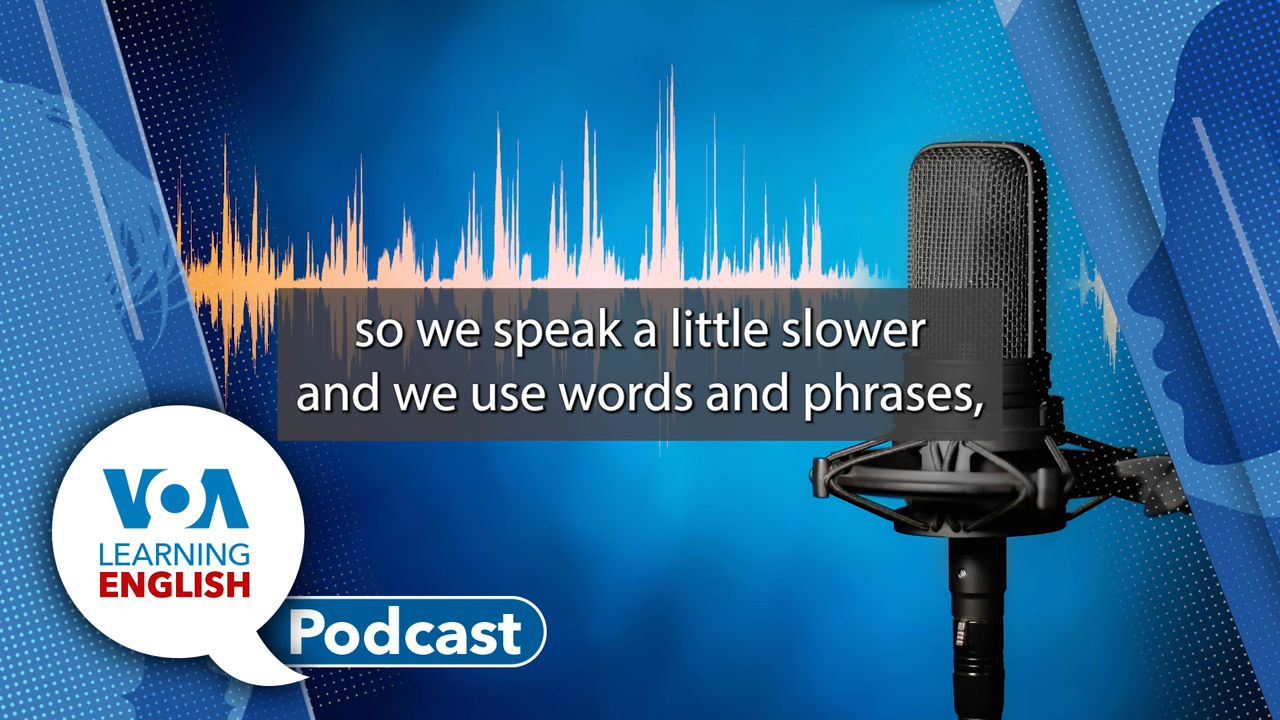 so we speak a little slower
and we use words and phrases,
VOA
LEARNING
ENGLISH
Podcast